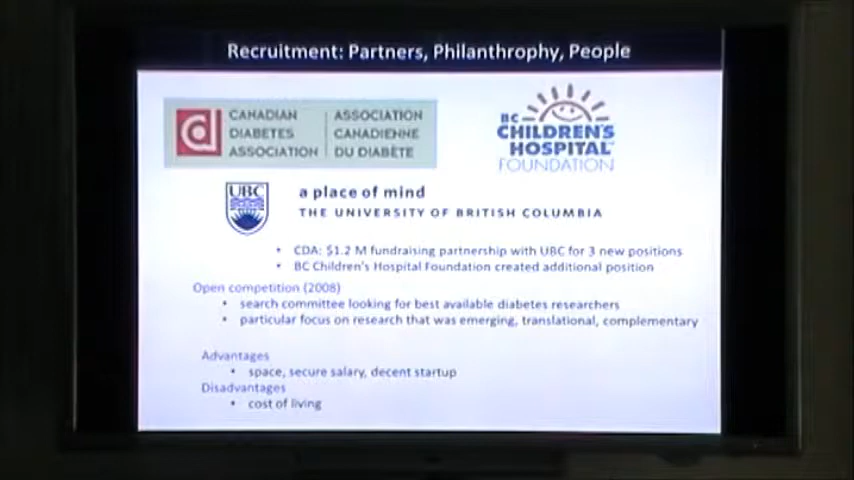 Recruitment: Partners, Philanthrophy, People
CANADIAN
DIABETES
ASSOCIATION
ASSOCIATION
CANADIENNE
DU DIABÈTE
BC
CHILDREN'S
HOSPITAL
FOUNDATION
UBC
a place of mind
THE UNIVERSITY OF BRITISH COLUMBIA
• CDA: $1.2 M fundraising partnership with UBC for 3 new positions
• BC Children's Hospital Foundation created additional position
Open competition (2008)
• search committee looking for best available diabetes researchers
• particular focus on research that was emerging, translational, complementary
Advantages
• space, secure salary, decent startup
Disadvantages
• cost of living